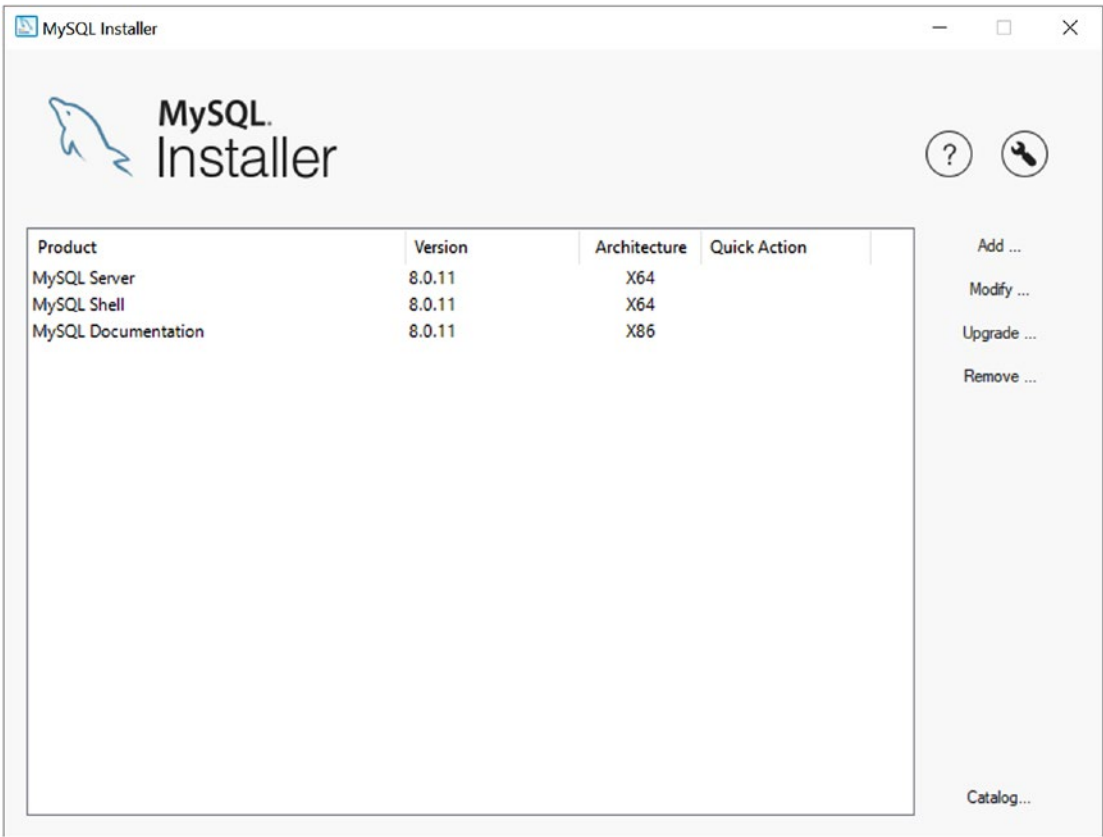 MySQL Installer
MySQL.
Installer
?
Product Version Architecture Quick Action
MySQL Server 8.0.11 X64
MySQL Shell 8.0.11 X64
MySQL Documentation 8.0.11 X86
Add ...
Modify ...
Upgrade ...
Remove ...
Catalog...